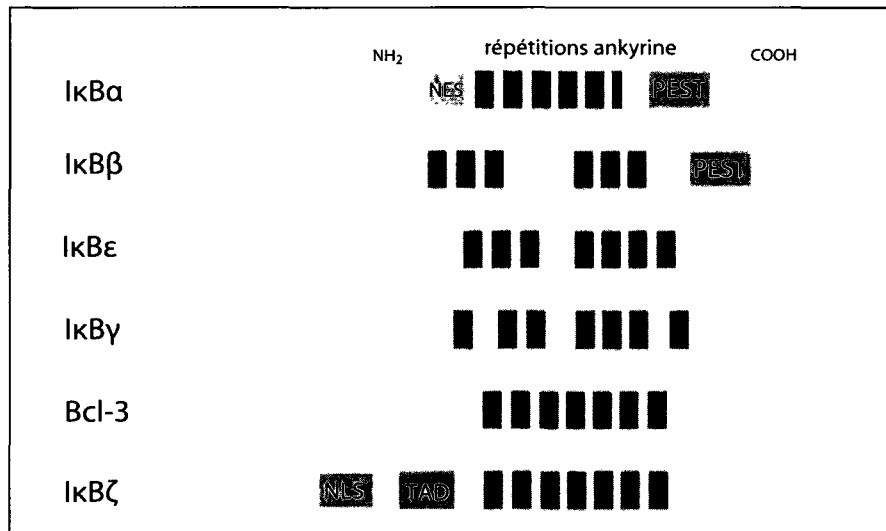 NH₂ répétitions ankyrine COOH
IκBα NES PEST
IκBβ PEST
IκBε
IκBγ
Bcl-3
IκBζ NLS TAD